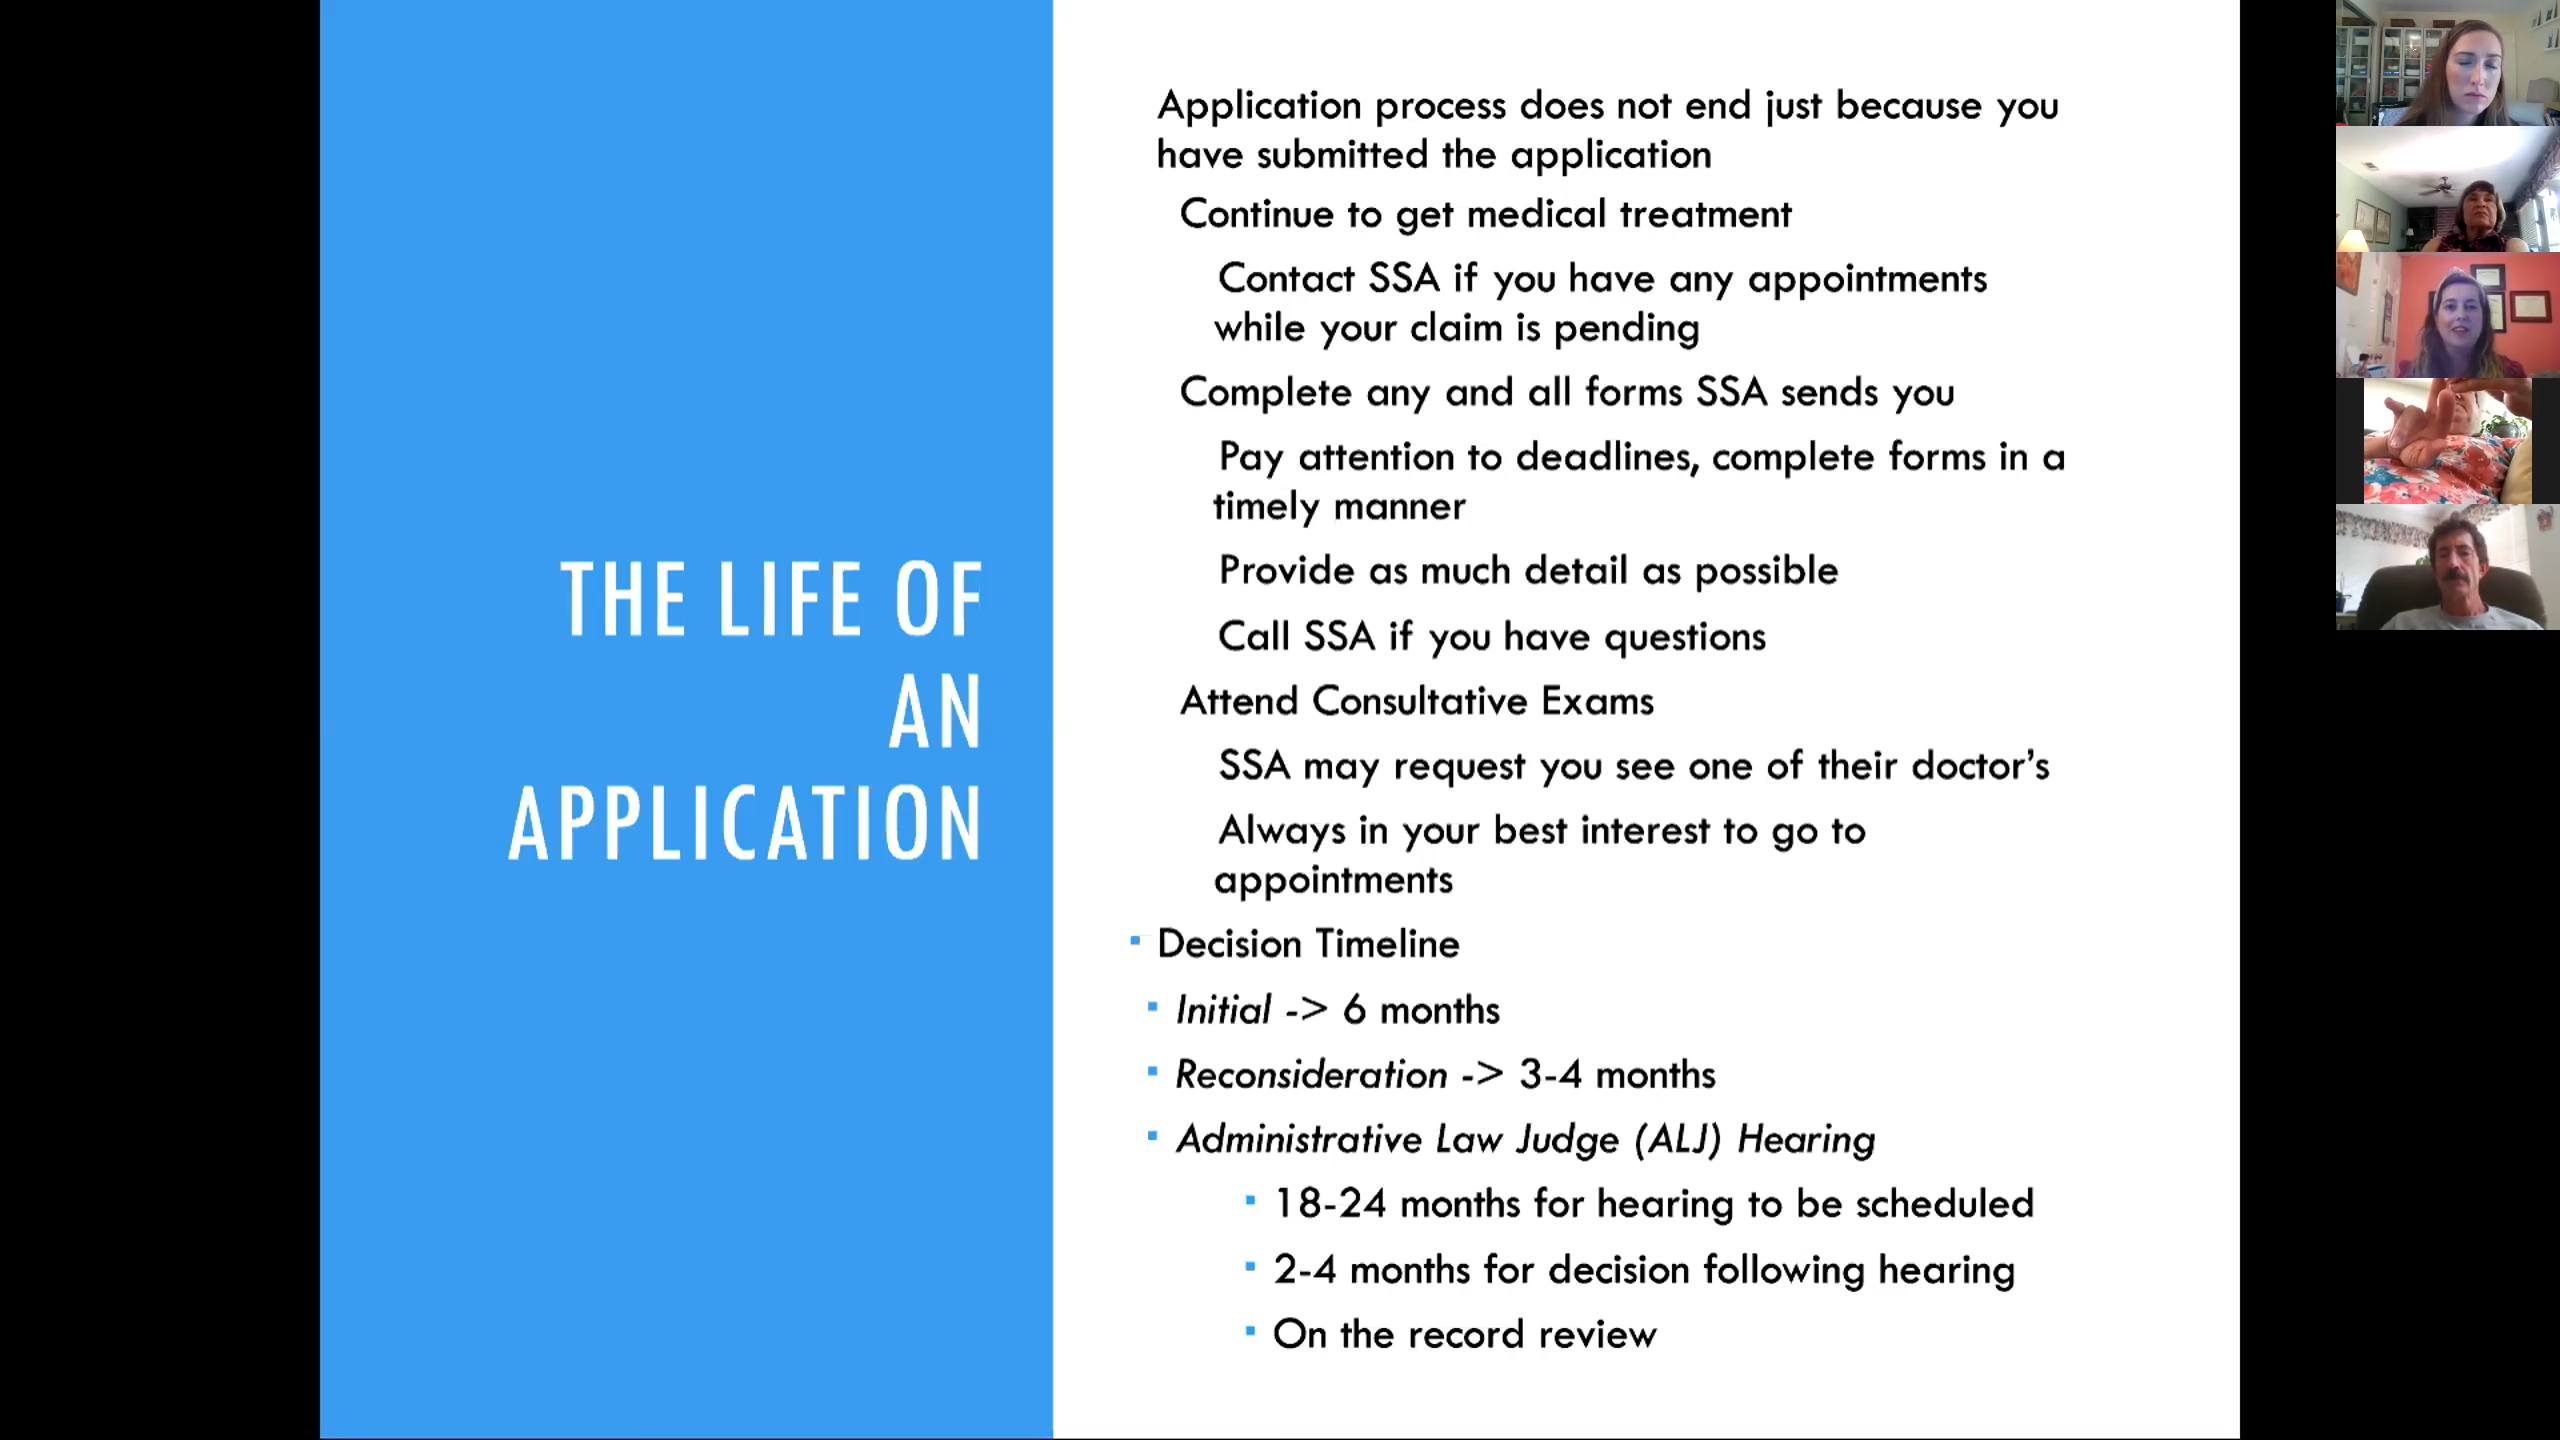 THE LIFE OF
AN
APPLICATION
Application process does not end just because you
have submitted the application
Continue to get medical treatment
Contact SSA if you have any appointments
while your claim is pending
Complete any and all forms SSA sends you
Pay attention to deadlines, complete forms in a
timely manner
Provide as much detail as possible
Call SSA if you have questions
Attend Consultative Exams
SSA may request you see one of their doctor’s
Always in your best interest to go to
appointments
Decision Timeline
Initial -> 6 months
Reconsideration -> 3-4 months
Administrative Law Judge (ALJ) Hearing
18-24 months for hearing to be scheduled
2-4 months for decision following hearing
On the record review